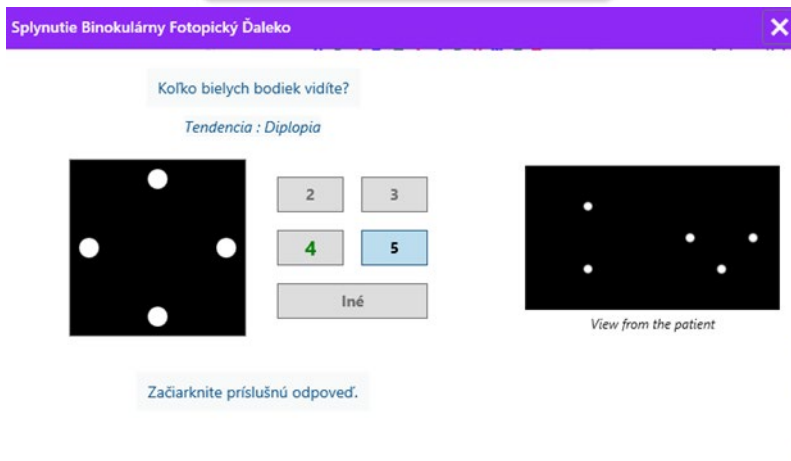 Splynutie Binokulárny Fotopický Ďaleko
Koľko bielych bodiek vidíte?
Tendencia : Diplopia
2 3
4 5
Iné
View from the patient
Začiarknite príslušnú odpoveď.